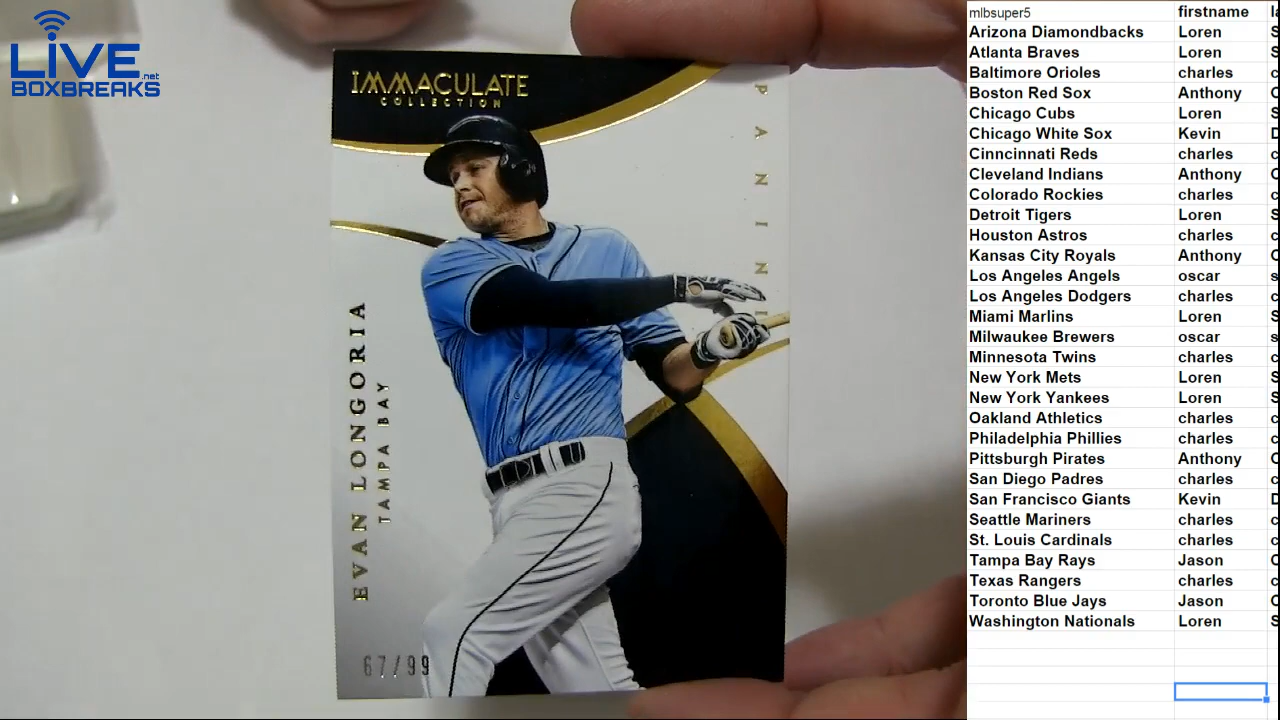 LIVE.net
BOXBREAKS
IMMACULATE
COLLECTION
PANINI
EVAN LONGORIA
TAMPA BAY
67/99
mlbsuper5 firstname
Arizona Diamondbacks Loren S
Atlanta Braves Loren S
Baltimore Orioles charles c
Boston Red Sox Anthony C
Chicago Cubs Loren S
Chicago White Sox Kevin D
Cinncinnati Reds charles c
Cleveland Indians Anthony C
Colorado Rockies charles c
Detroit Tigers Loren S
Houston Astros charles c
Kansas City Royals Anthony C
Los Angeles Angels oscar s
Los Angeles Dodgers charles c
Miami Marlins Loren S
Milwaukee Brewers oscar s
Minnesota Twins charles c
New York Mets Loren S
New York Yankees Loren S
Oakland Athletics charles c
Philadelphia Phillies charles c
Pittsburgh Pirates Anthony C
San Diego Padres charles c
San Francisco Giants Kevin D
Seattle Mariners charles c
St. Louis Cardinals charles c
Tampa Bay Rays Jason C
Texas Rangers charles c
Toronto Blue Jays Jason C
Washington Nationals Loren S